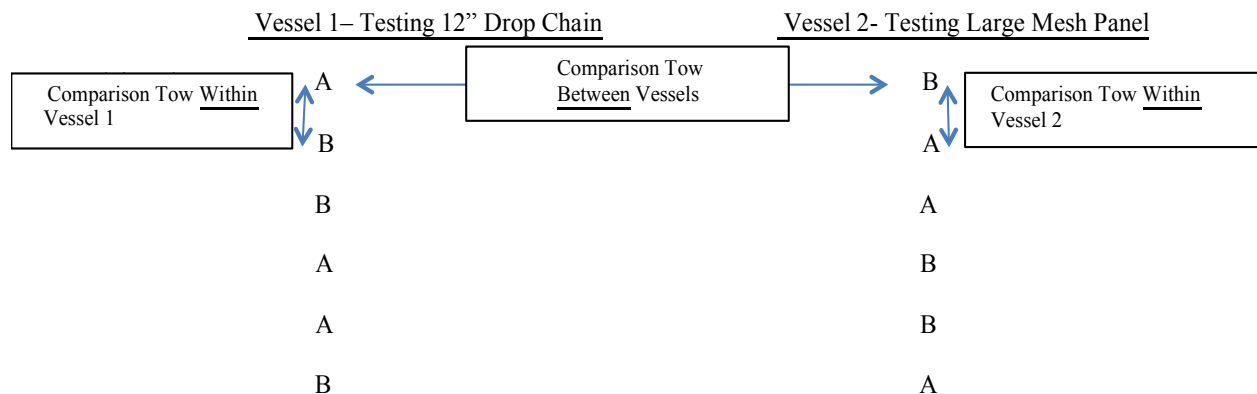 Vessel 1– Testing 12” Drop Chain
Vessel 2- Testing Large Mesh Panel
Comparison Tow Within
Vessel 1
A
Comparison Tow
Between Vessels
B
Comparison Tow Within
Vessel 2
B
A
B
A
A
B
A
B
B
A